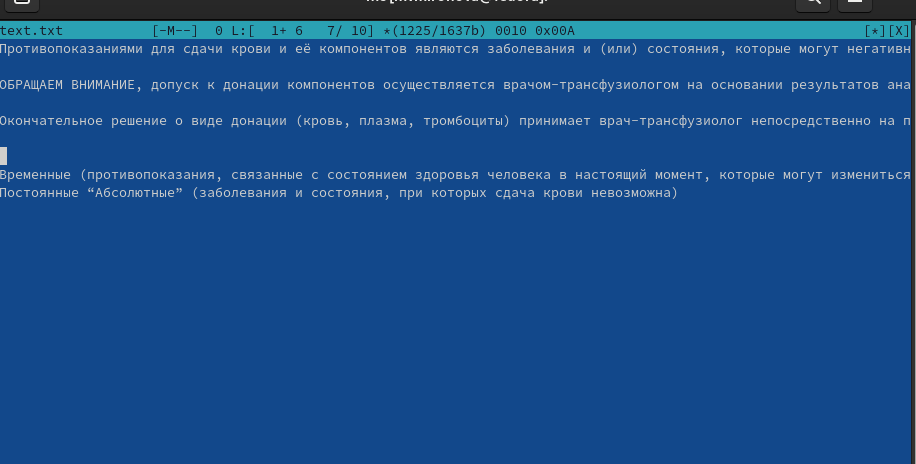 text.txt [-M--] 0 L:[ 1+ 6 7/ 10] *(1225/1637b) 0010 0x00A [*][X]
Противопоказаниями для сдачи крови и её компонентов являются заболевания и (или) состояния, которые могут негативн
ОБРАЩАЕМ ВНИМАНИЕ, допуск к донации компонентов осуществляется врачом-трансфузиологом на основании результатов ана
Окончательное решение о виде донации (кровь, плазма, тромбоциты) принимает врач-трансфузиолог непосредственно на п
Временные (противопоказания, связанные с состоянием здоровья человека в настоящий момент, которые могут измениться
Постоянные “Абсолютные” (заболевания и состояния, при которых сдача крови невозможна)